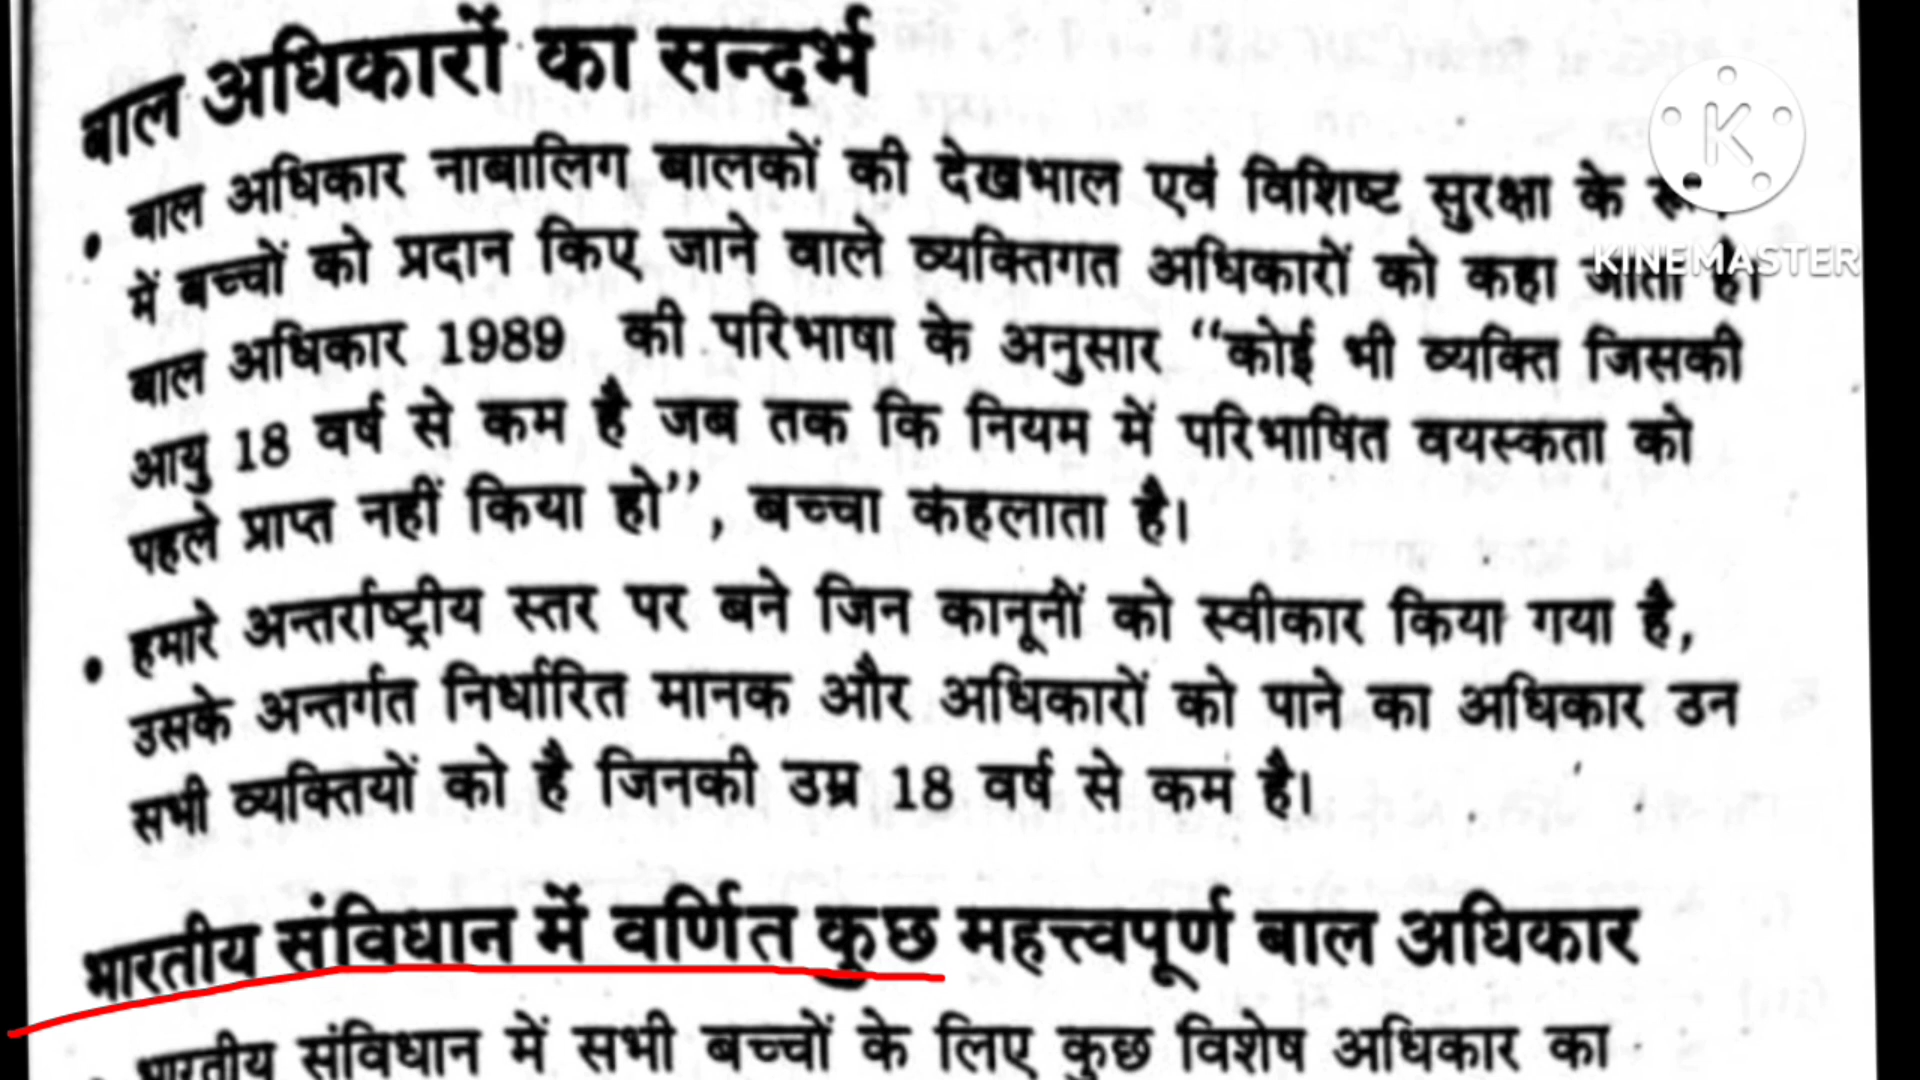 बाल अधिकारों का सन्दर्भ
• बाल अधिकार नाबालिग बालकों की देखभाल एवं विशिष्ट सुरक्षा के
में बच्चों को प्रदान किए जाने वाले व्यक्तिगत अधिकारों को कहा जाता है।
बाल अधिकार 1989 की परिभाषा के अनुसार “कोई भी व्यक्ति जिसकी
आयु 18 वर्ष से कम है जब तक कि नियम में परिभाषित वयस्कता को
पहले प्राप्त नहीं किया हो”, बच्चा कहलाता है।
• हमारे अन्तर्राष्ट्रीय स्तर पर बने जिन कानूनों को स्वीकार किया गया है,
उसके अन्तर्गत निर्धारित मानक और अधिकारों को पाने का अधिकार उन
सभी व्यक्तियों को है जिनकी उम्र 18 वर्ष से कम है।
भारतीय संविधान में वर्णित कुछ महत्त्वपूर्ण बाल अधिकार
भारतीय संविधान में सभी बच्चों के लिए कुछ विशेष अधिकार का
K
KINEMASTER